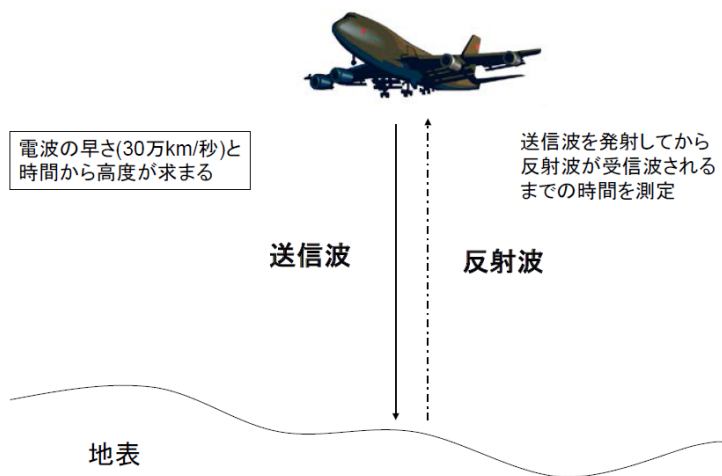 電波の早さ(30万km/秒)と
時間から高度が求まる
送信波を発射してから
反射波が受信波される
までの時間を測定
送信波
反射波
地表